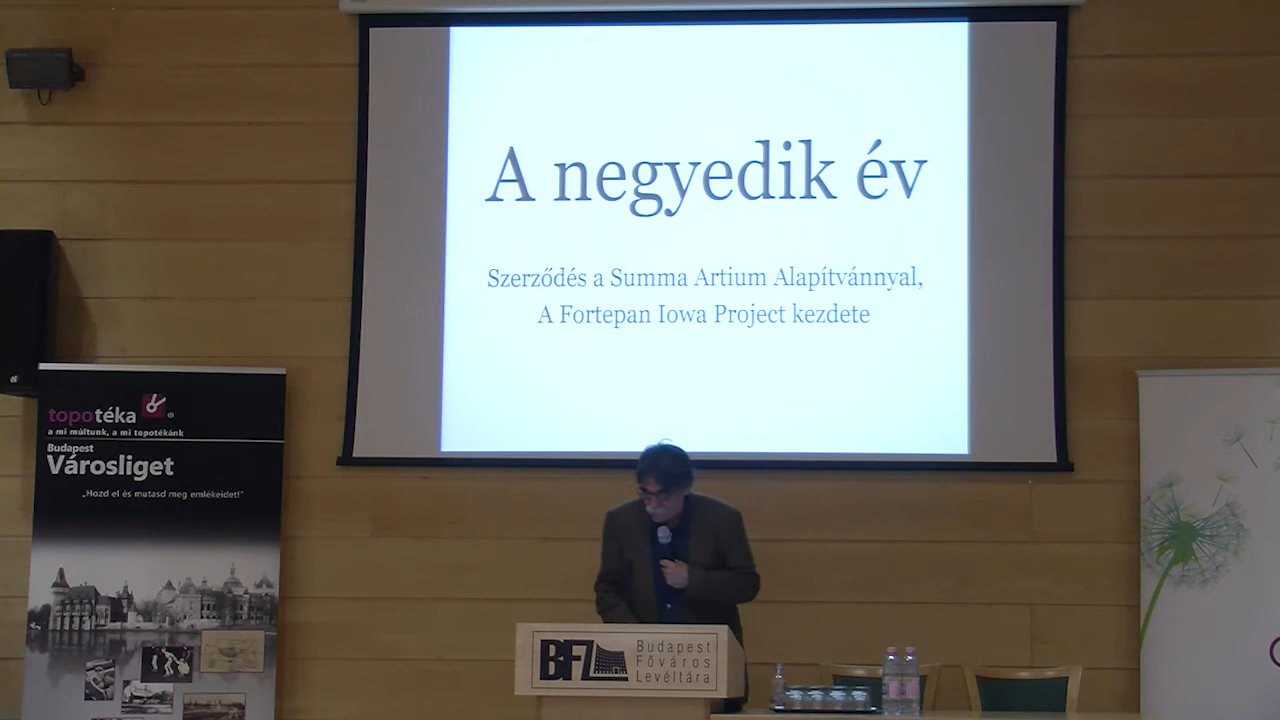 A negyedik év
Szerződés a Summa Artium Alapítvánnyal,
A Fortepan Iowa Project kezdete
topotéka
a mi múltunk, a mi topotékánk
Budapest
Városliget
„Hozd el és mutasd meg emlékeidet!”
BFL
Budapest
Főváros
Levéltára